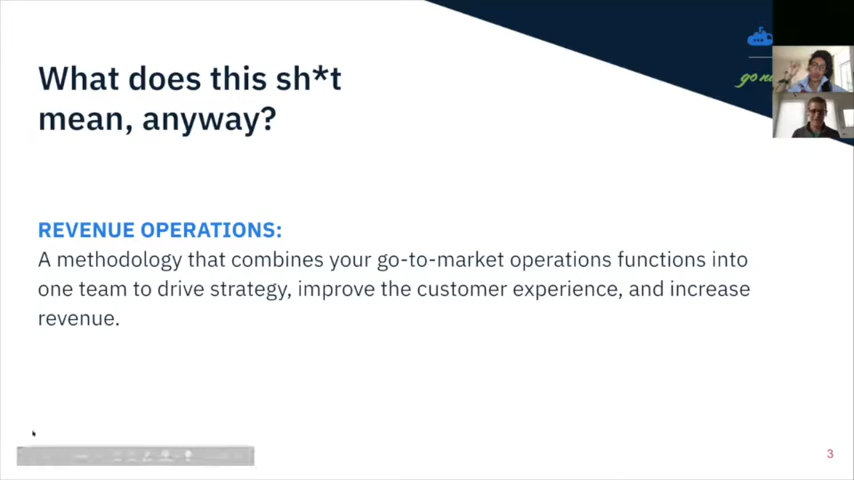 What does this sh*t
mean, anyway?
REVENUE OPERATIONS:
A methodology that combines your go-to-market operations functions into
one team to drive strategy, improve the customer experience, and increase
revenue.
3